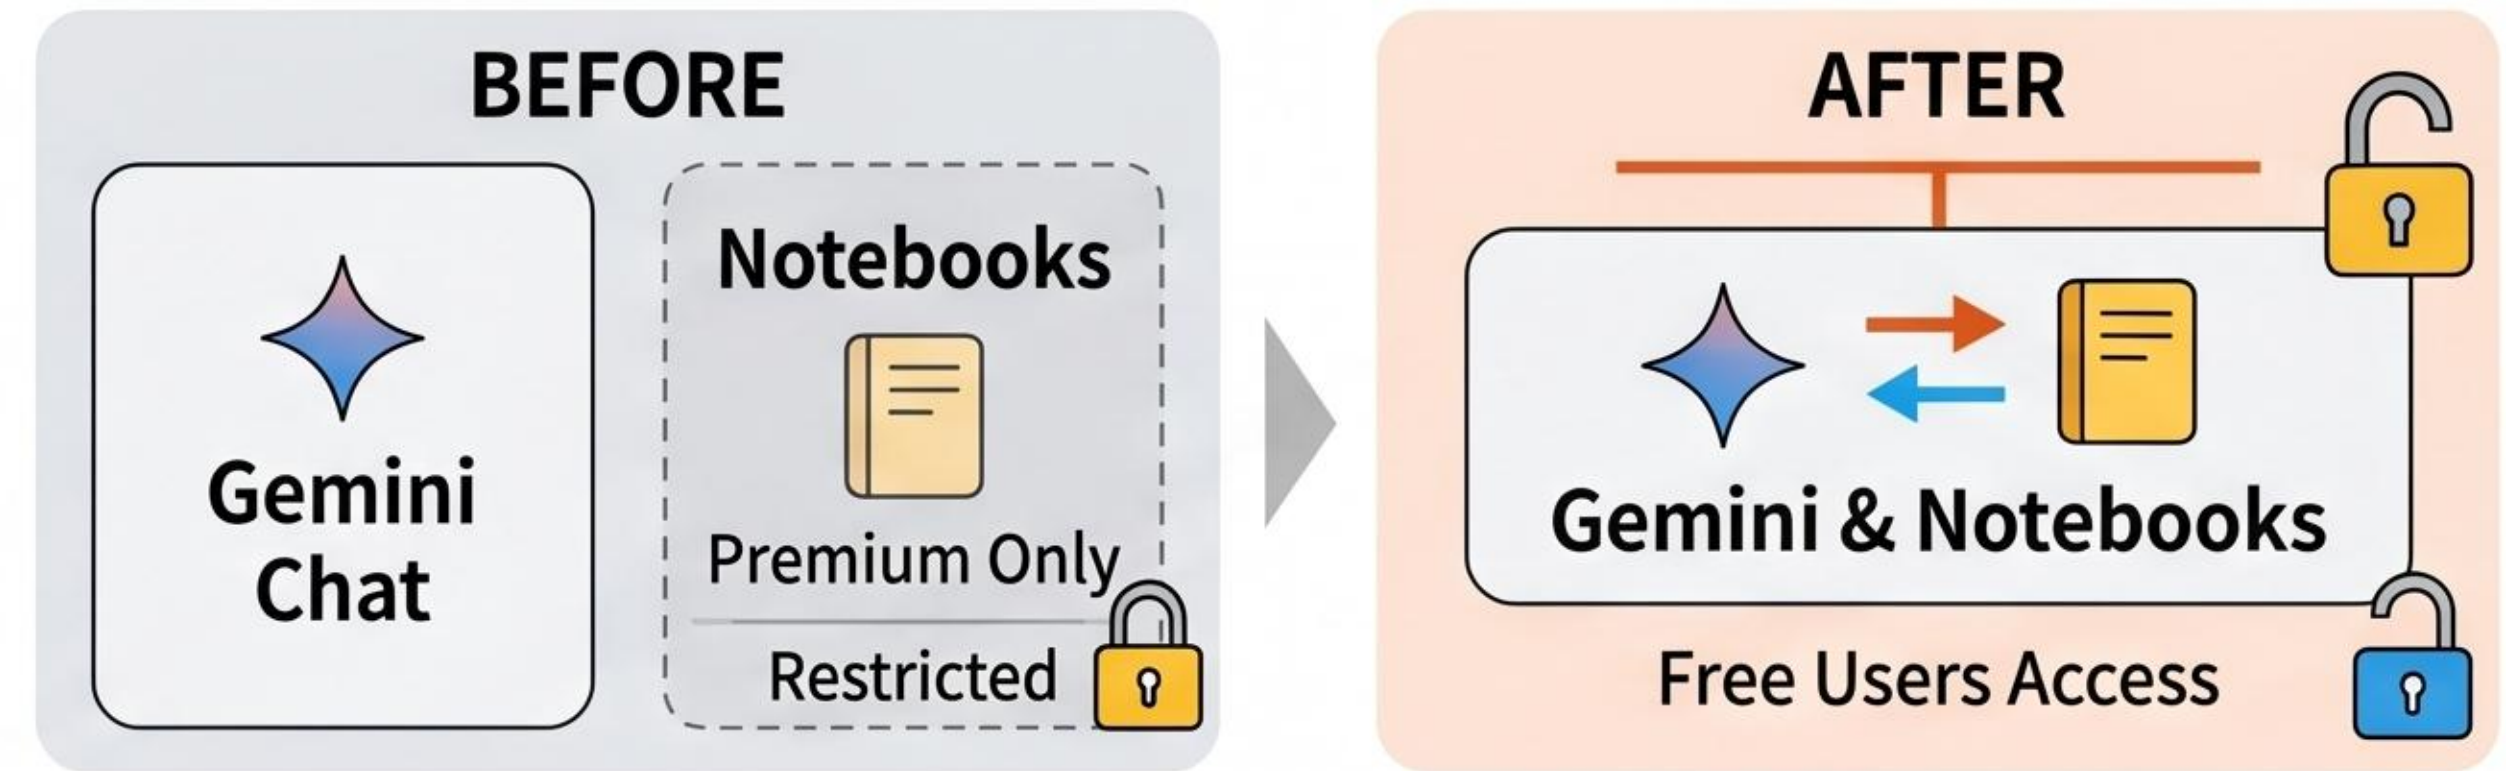 BEFORE
Gemini
Chat
Notebooks
Premium Only
Restricted
AFTER
Gemini & Notebooks
Free Users Access